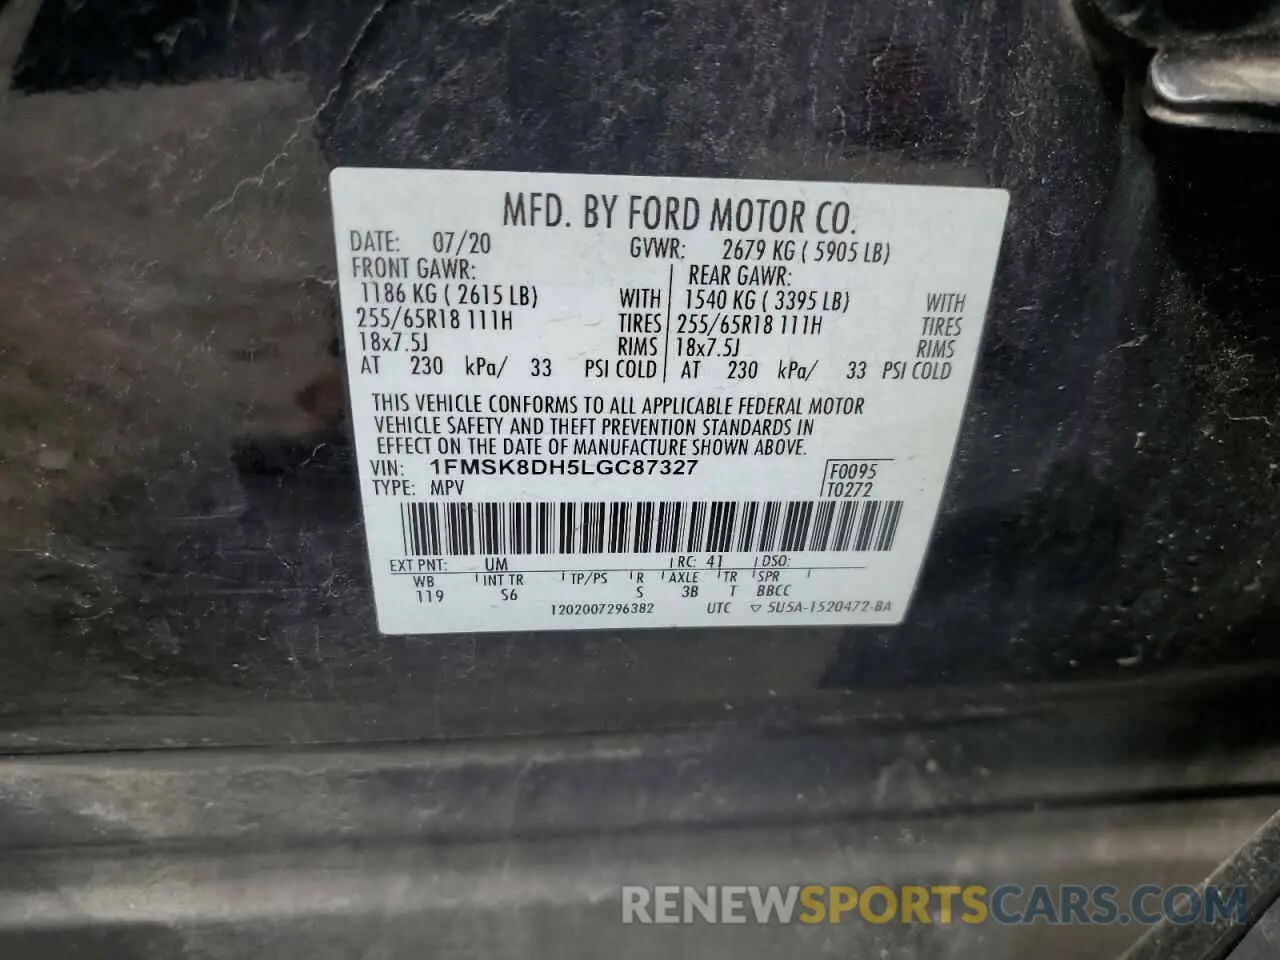 MFD. BY FORD MOTOR CO.
DATE: 07/20 GVWR: 2679 KG ( 5905 LB)
FRONT GAWR: REAR GAWR:
1186 KG ( 2615 LB) WITH 1540 KG ( 3395 LB) WITH
255/65R18 111H TIRES 255/65R18 111H TIRES
18x7.5J RIMS 18x7.5J RIMS
AT 230 kPa/ 33 PSI COLD AT 230 kPa/ 33 PSI COLD
THIS VEHICLE CONFORMS TO ALL APPLICABLE FEDERAL MOTOR
VEHICLE SAFETY AND THEFT PREVENTION STANDARDS IN
EFFECT ON THE DATE OF MANUFACTURE SHOWN ABOVE.
VIN: 1FMSK8DH5LGC87327 F0095
TYPE: MPV T0272
EXT PNT: UM RC: 41 DSO:
WB INT TR TP/PS R AXLE TR SPR
119 S6 S 3B T BBCC
1202007296382 UTC ▽ 5U5A-1520472-BA
RENEWSPORTSCARS.COM